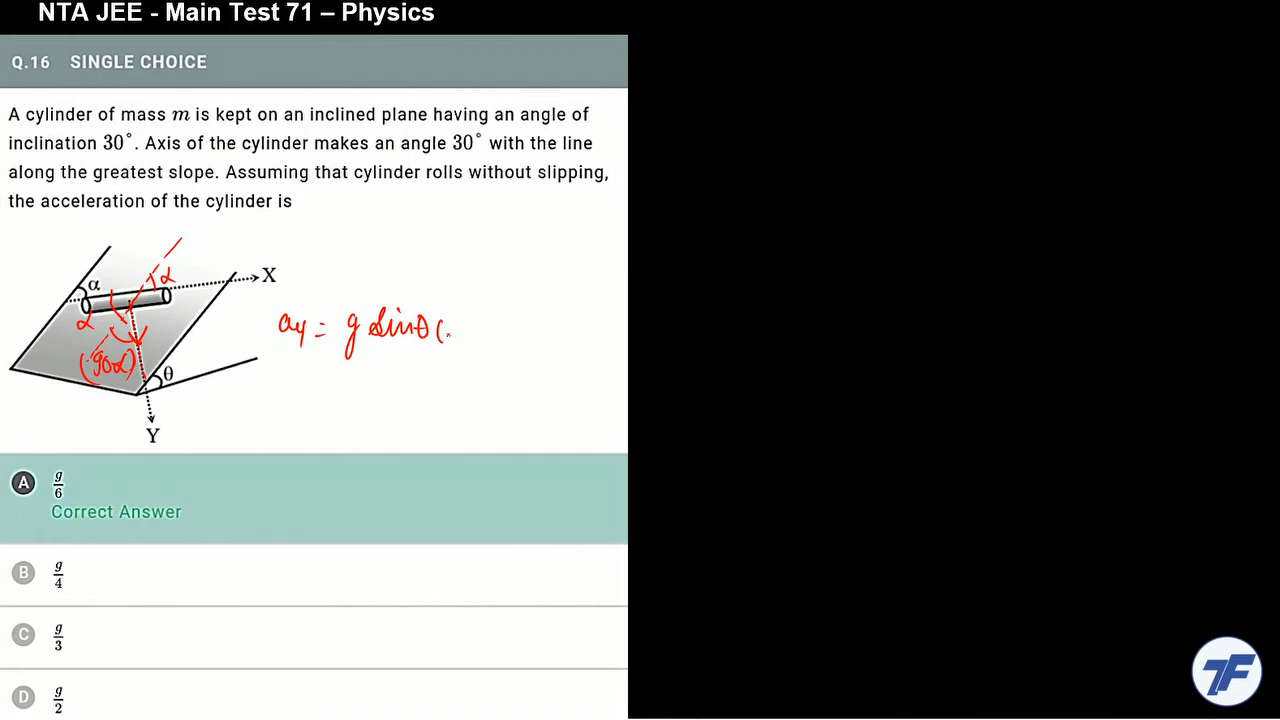 NTA JEE - Main Test 71 – Physics
Q.16 SINGLE CHOICE
A cylinder of mass m is kept on an inclined plane having an angle of
inclination 30°. Axis of the cylinder makes an angle 30° with the line
along the greatest slope. Assuming that cylinder rolls without slipping,
the acceleration of the cylinder is
α
α
X
α
ay = g sinθ (
(90-α)
θ
Y
A g/6
Correct Answer
B g/4
C g/3
D g/2